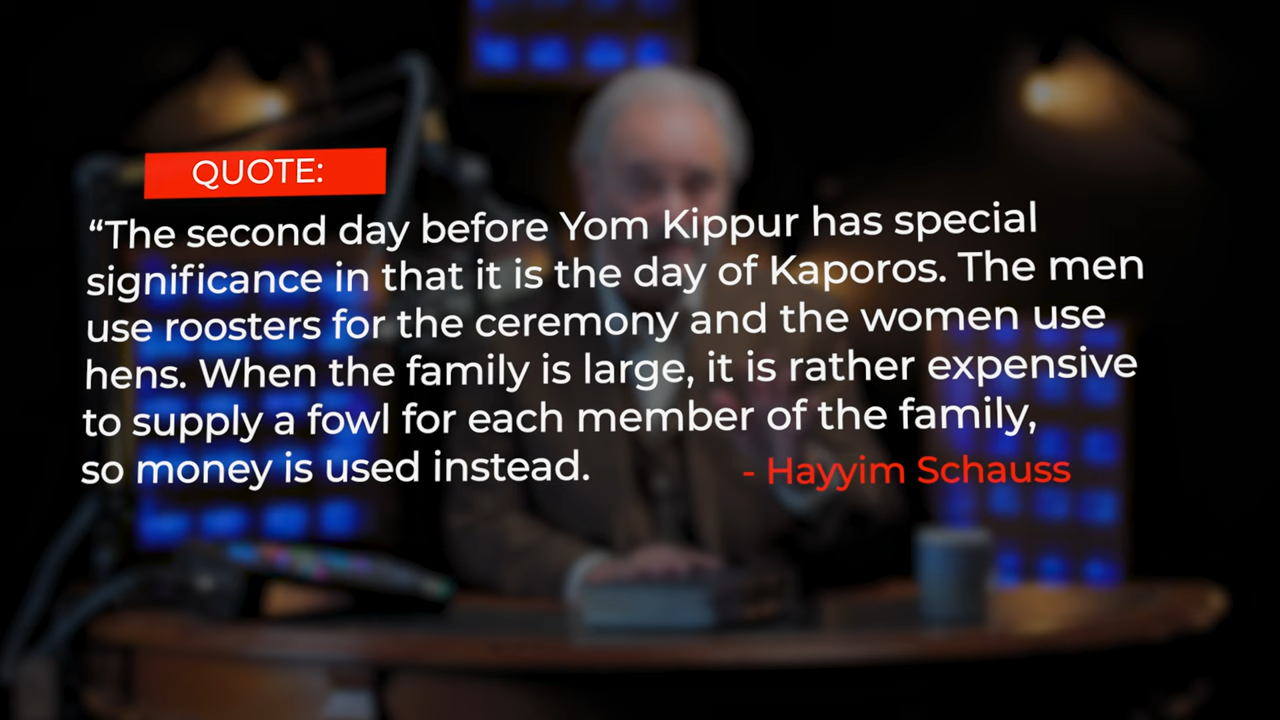 QUOTE:
“The second day before Yom Kippur has special
significance in that it is the day of Kaporos. The men
use roosters for the ceremony and the women use
hens. When the family is large, it is rather expensive
to supply a fowl for each member of the family,
so money is used instead.
- Hayyim Schauss